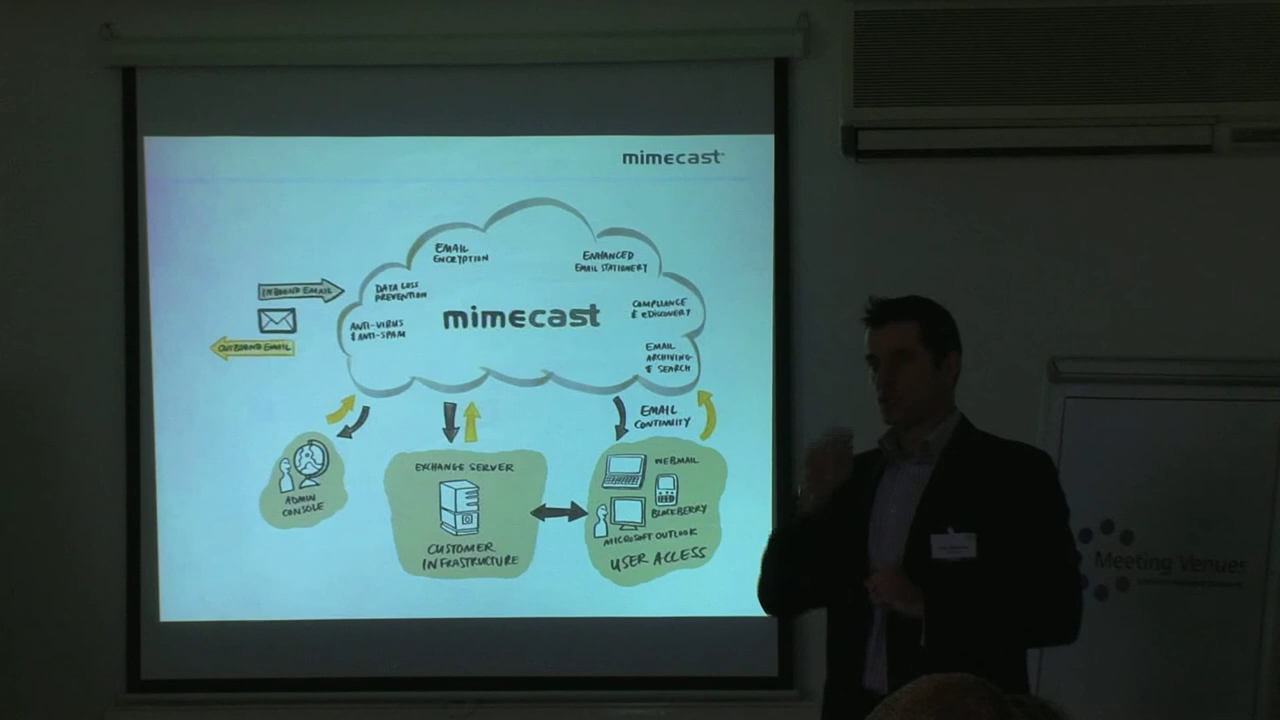 mimecast
EMAIL
ENCRYPTION
ENHANCED
EMAIL STATIONERY
DATA LOSS
PREVENTION
INBOUND EMAIL
COMPLIANCE
& eDISCOVERY
mimecast
ANTI-VIRUS
& ANTI-SPAM
OUTBOUND EMAIL
EMAIL
ARCHIVING
& SEARCH
EMAIL
CONTINUITY
ADMIN
CONSOLE
EXCHANGE SERVER
CUSTOMER
INFRASTRUCTURE
WEBMAIL
BLACKBERRY
MICROSOFT OUTLOOK
USER ACCESS
Meeting Venues